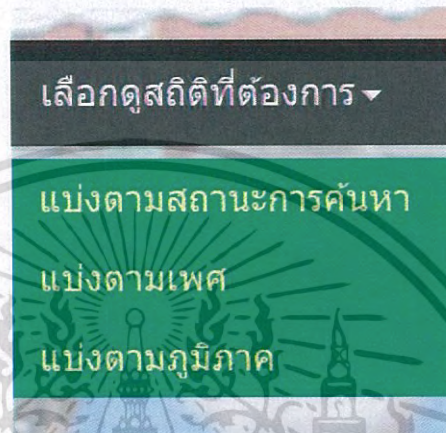 เลือกดูสถิติที่ต้องการ
แบ่งตามสถานะการค้นหา
แบ่งตามเพศ
แบ่งตามภูมิภาค